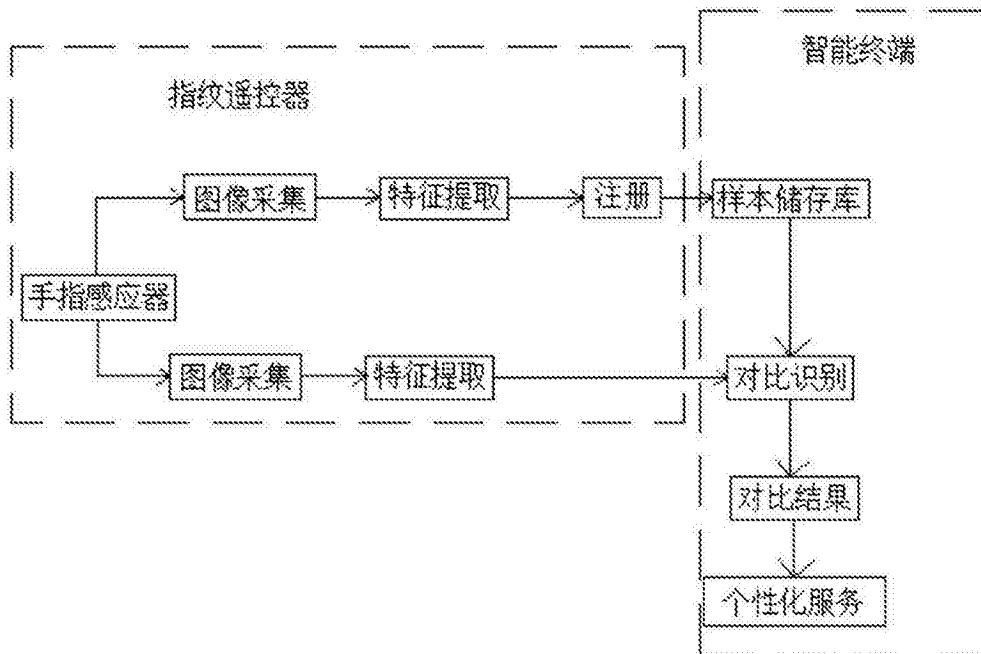 智能终端
指纹遥控器
图像采集
特征提取
注册
样本储存库
手指感应器
图像采集
特征提取
对比识别
对比结果
个性化服务